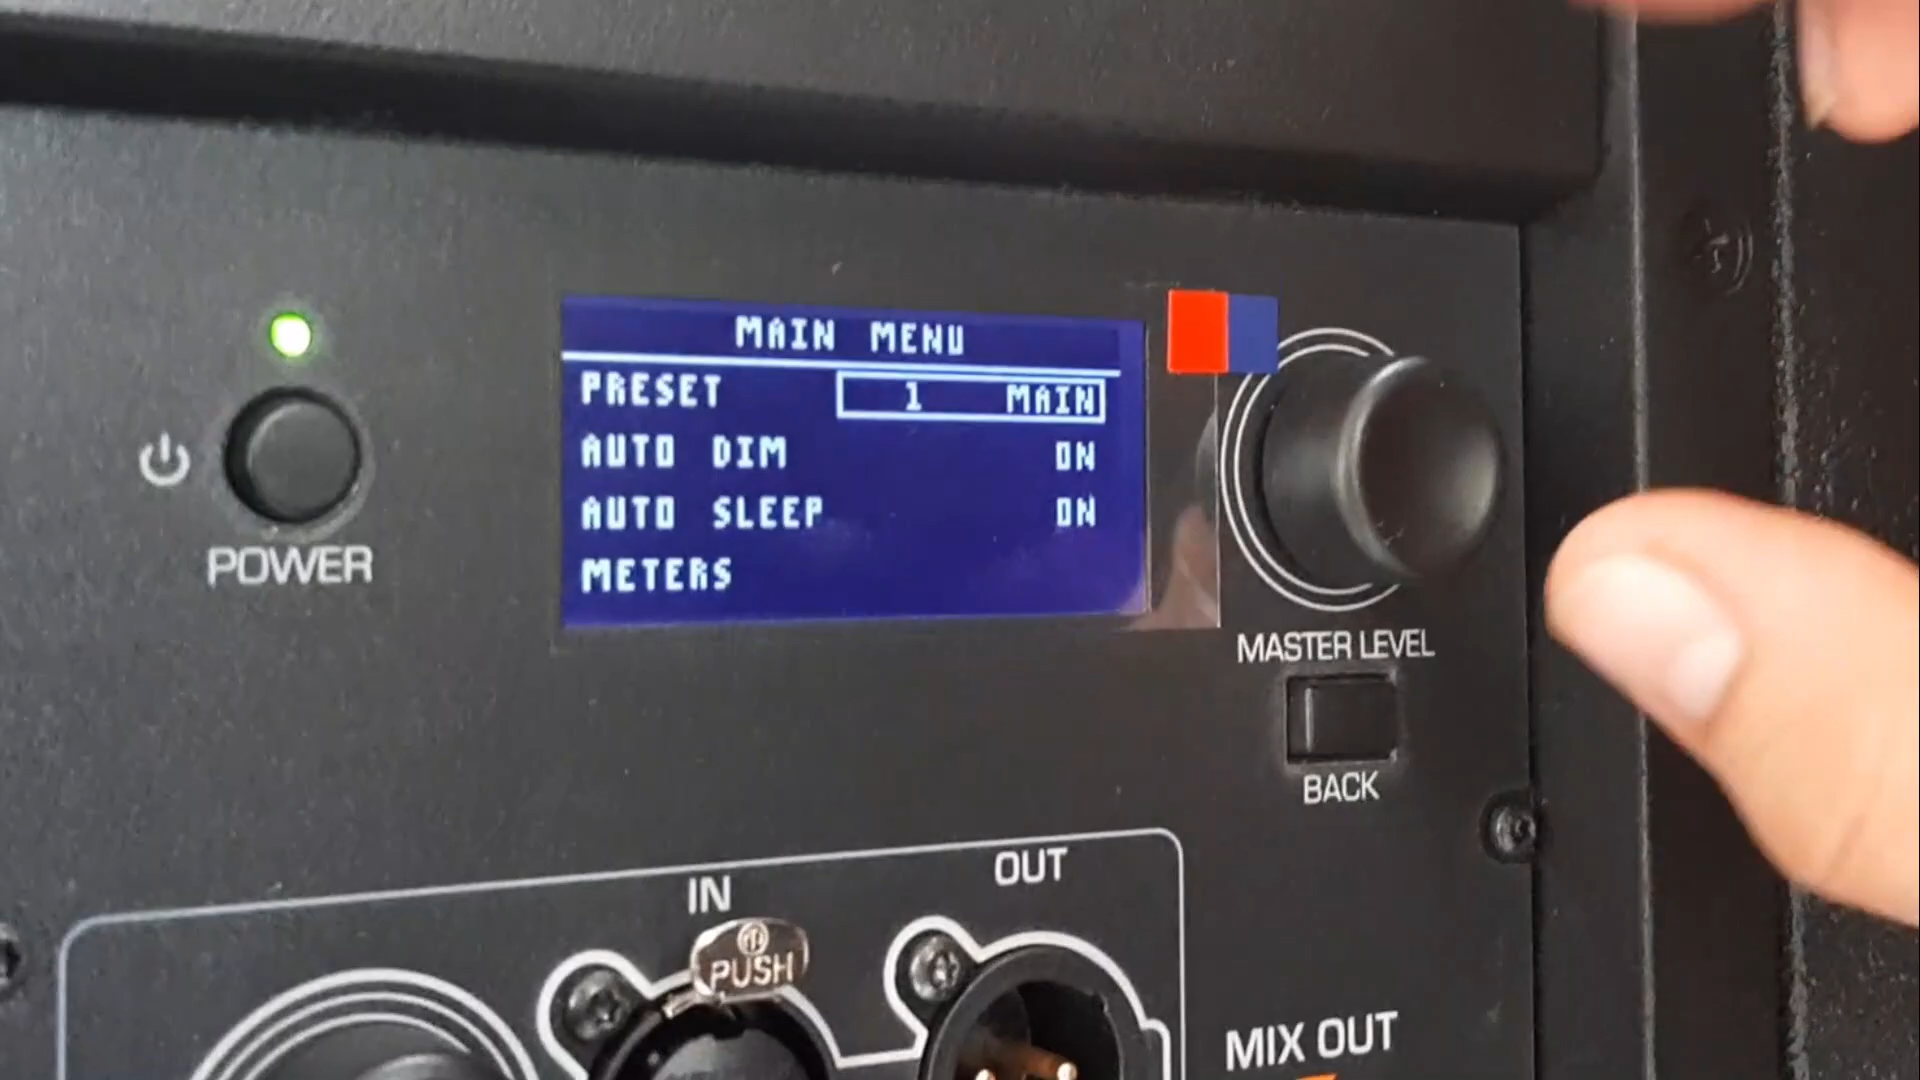 MAIN MENU
PRESET 1 MAIN
AUTO DIM ON
AUTO SLEEP ON
METERS
POWER
MASTER LEVEL
BACK
IN
OUT
PUSH
MIX OUT